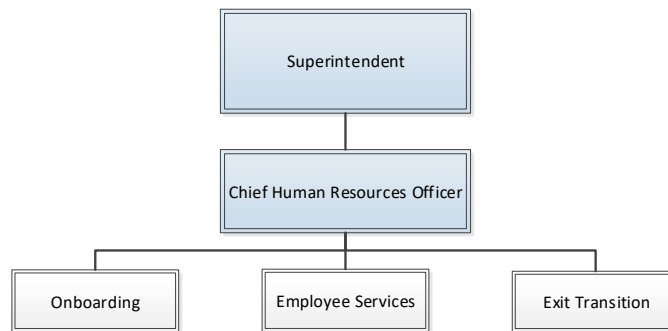 Superintendent
Chief Human Resources Officer
Onboarding
Employee Services
Exit Transition